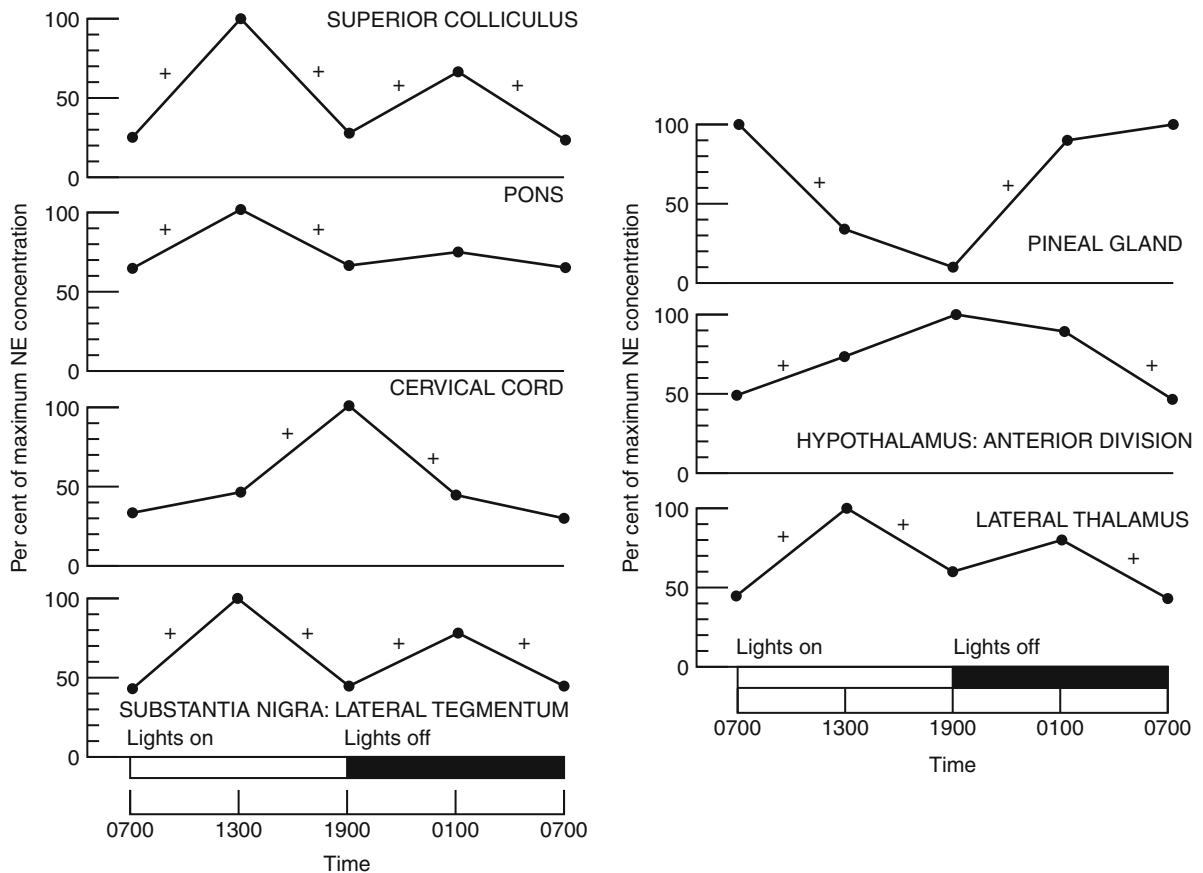 SUPERIOR COLLICULUS
100
50
0
PONS
100
50
0
CERVICAL CORD
100
50
0
100
50
0
SUBSTANTIA NIGRA: LATERAL TEGMENTUM
Lights on Lights off
0700 1300 1900 0100 0700
Time
Per cent of maximum NE concentration
+ + + +
+ +
+ +
+ + + +
100
50
0
PINEAL GLAND
100
50
0
HYPOTHALAMUS: ANTERIOR DIVISION
LATERAL THALAMUS
100
50
0
Lights on Lights off
0700 1300 1900 0100 0700
Time
Per cent of maximum NE concentration
+ +
+ +
+ + +